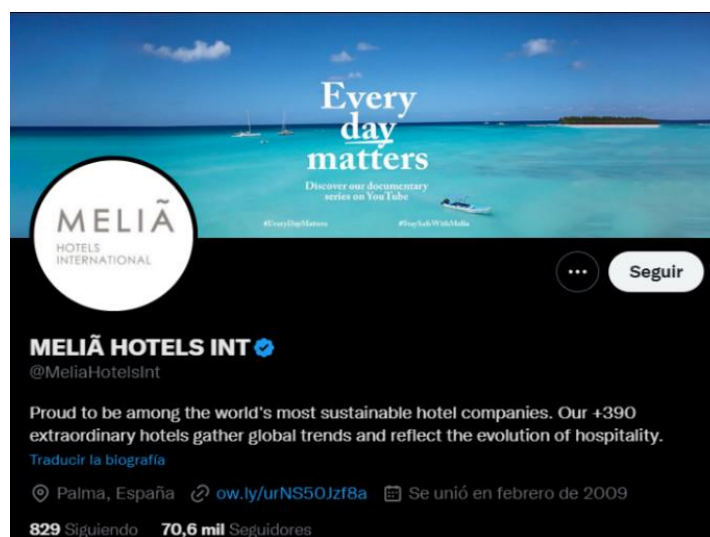 Every
day
matters
Discover our documentary
series on YouTube
#EveryDayMatters #StaySafeWithMelia
MELIÃ
HOTELS
INTERNATIONAL
Seguir
MELIÃ HOTELS INT
@MeliaHotelsInt
Proud to be among the world's most sustainable hotel companies. Our +390
extraordinary hotels gather global trends and reflect the evolution of hospitality.
Traducir la biografía
Palma, España ow.ly/urNS50Jzf8a Se unió en febrero de 2009
829 Siguiendo 70,6 mil Seguidores